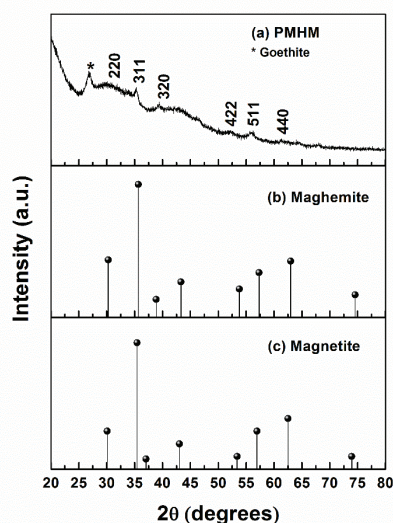 (a) PMHM
* Goethite
*
220
311
320
422
511
440
Intensity (a.u.)
(b) Maghemite
(c) Magnetite
20 25 30 35 40 45 50 55 60 65 70 75 80
2θ (degrees)